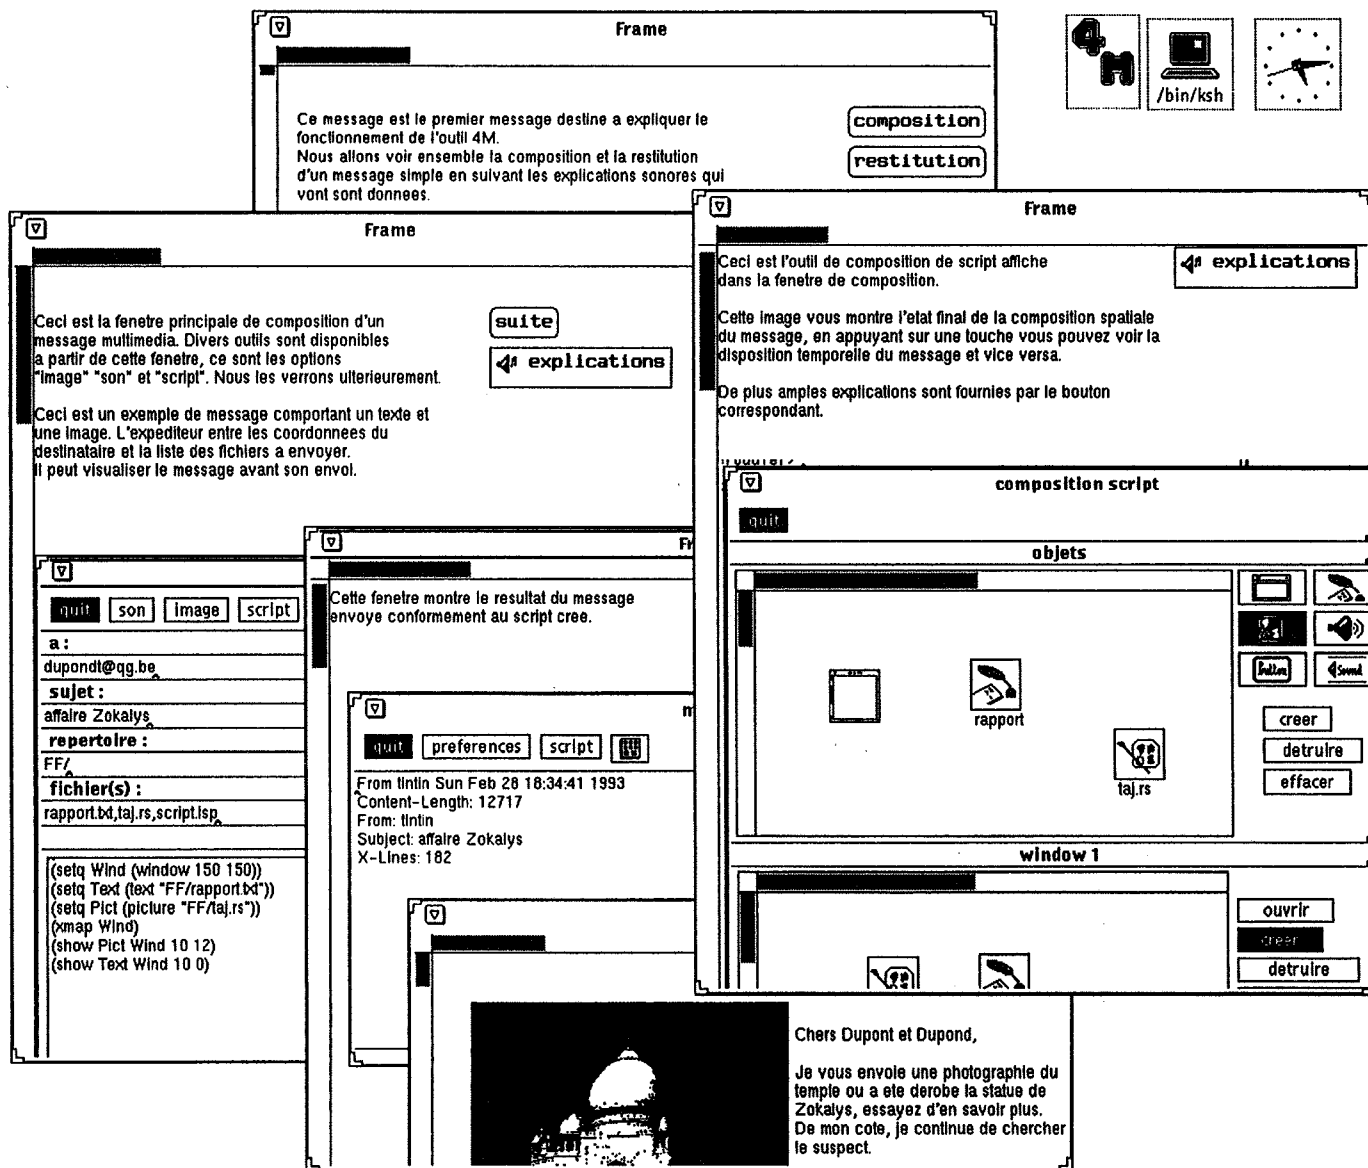 Frame
4M
/bin/ksh
Ce message est le premier message destine a expliquer le
fonctionnement de l'outil 4M.
Nous allons voir ensemble la composition et la restitution
d'un message simple en suivant les explications sonores qui
vont sont donnees.
composition
restitution
Frame
Ceci est la fenetre principale de composition d'un
message multimedia. Divers outils sont disponibles
a partir de cette fenetre, ce sont les options
"image" "son" et "script". Nous les verrons ulterieurement.
Ceci est un exemple de message comportant un texte et
une image. L'expediteur entre les coordonnees du
destinataire et la liste des fichiers a envoyer.
Il peut visualiser le message avant son envoi.
suite
explications
Frame
Ceci est l'outil de composition de script affiche
dans la fenetre de composition.
Cette image vous montre l'etat final de la composition spatiale
du message, en appuyant sur une touche vous pouvez voir la
disposition temporelle du message et vice versa.
De plus amples explications sont fournies par le bouton
correspondant.
explications
quit son image script
a :
dupondt@qg.be
sujet :
affaire Zokalys
repertoire :
FF/
fichier(s) :
rapport.txt,taj.rs,script.lsp
(setq Wind (window 150 150))
(setq Text (text "FF/rapport.txt"))
(setq Pict (picture "FF/taj.rs"))
(xmap Wind)
(show Pict Wind 10 12)
(show Text Wind 10 0)
Fr
Cette fenetre montre le resultat du message
envoye conformement au script cree.
m
quit preferences script
From tintin Sun Feb 28 18:34:41 1993
Content-Length: 12717
From: tintin
Subject: affaire Zokalys
X-Lines: 182
composition script
quit
objets
rapport
taj.rs
Button
Sound
creer
detruire
effacer
window 1
ouvrir
creer
detruire
Chers Dupont et Dupond,
Je vous envoie une photographie du
temple ou a ete derobe la statue de
Zokalys, essayez d'en savoir plus.
De mon cote, je continue de chercher
le suspect.